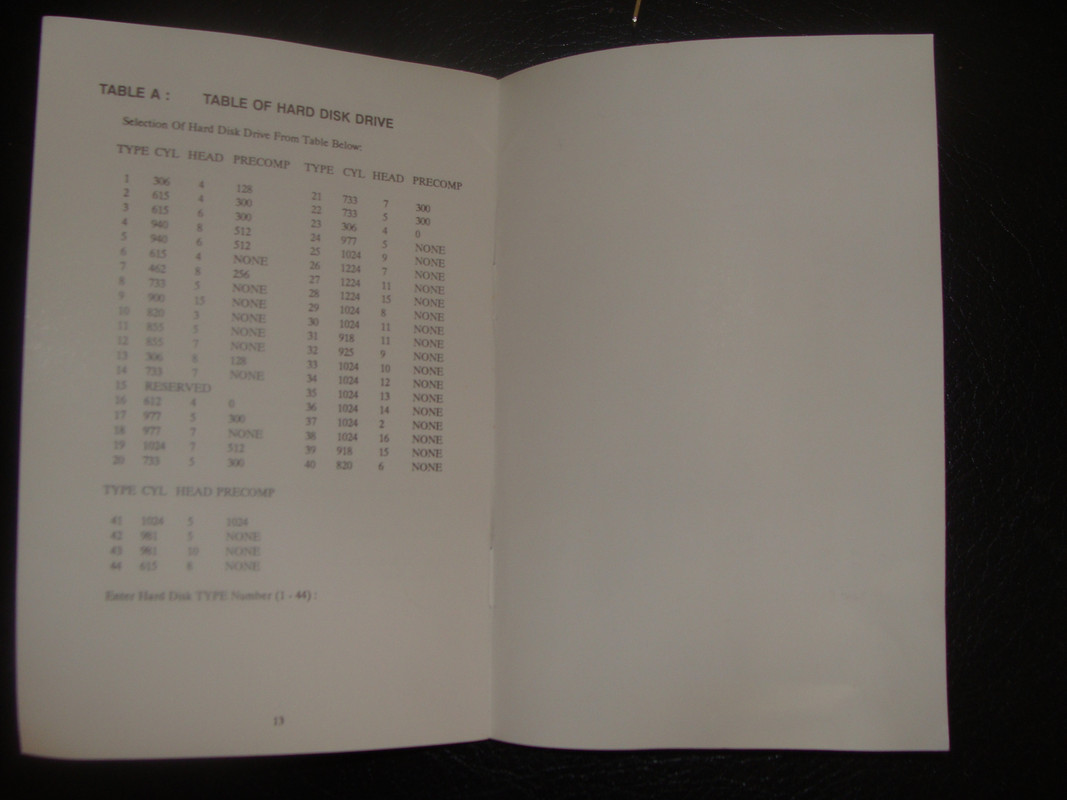 TABLE A : TABLE OF HARD DISK DRIVE
Selection Of Hard Disk Drive From Table Below:
TYPE CYL HEAD PRECOMP TYPE CYL HEAD PRECOMP
1 306 4 128 21 733 7 300
2 615 4 300 22 733 5 300
3 615 6 300 23 306 4 0
4 940 8 512 24 977 5 NONE
5 940 6 512 25 1024 9 NONE
6 615 4 NONE 26 1224 7 NONE
7 462 8 256 27 1224 11 NONE
8 733 5 NONE 28 1224 15 NONE
9 900 15 NONE 29 1024 8 NONE
10 820 3 NONE 30 1024 11 NONE
11 855 5 NONE 31 918 11 NONE
12 855 7 NONE 32 925 9 NONE
13 306 8 128 33 1024 10 NONE
14 733 7 NONE 34 1024 12 NONE
15 RESERVED 35 1024 13 NONE
16 612 4 0 36 1024 14 NONE
17 977 5 300 37 1024 2 NONE
18 977 7 NONE 38 1024 16 NONE
19 1024 7 512 39 918 15 NONE
20 733 5 300 40 820 6 NONE
TYPE CYL HEAD PRECOMP
41 1024 5 1024
42 981 5 NONE
43 981 10 NONE
44 615 8 NONE
Enter Hard Disk TYPE Number (1 - 44) :
13